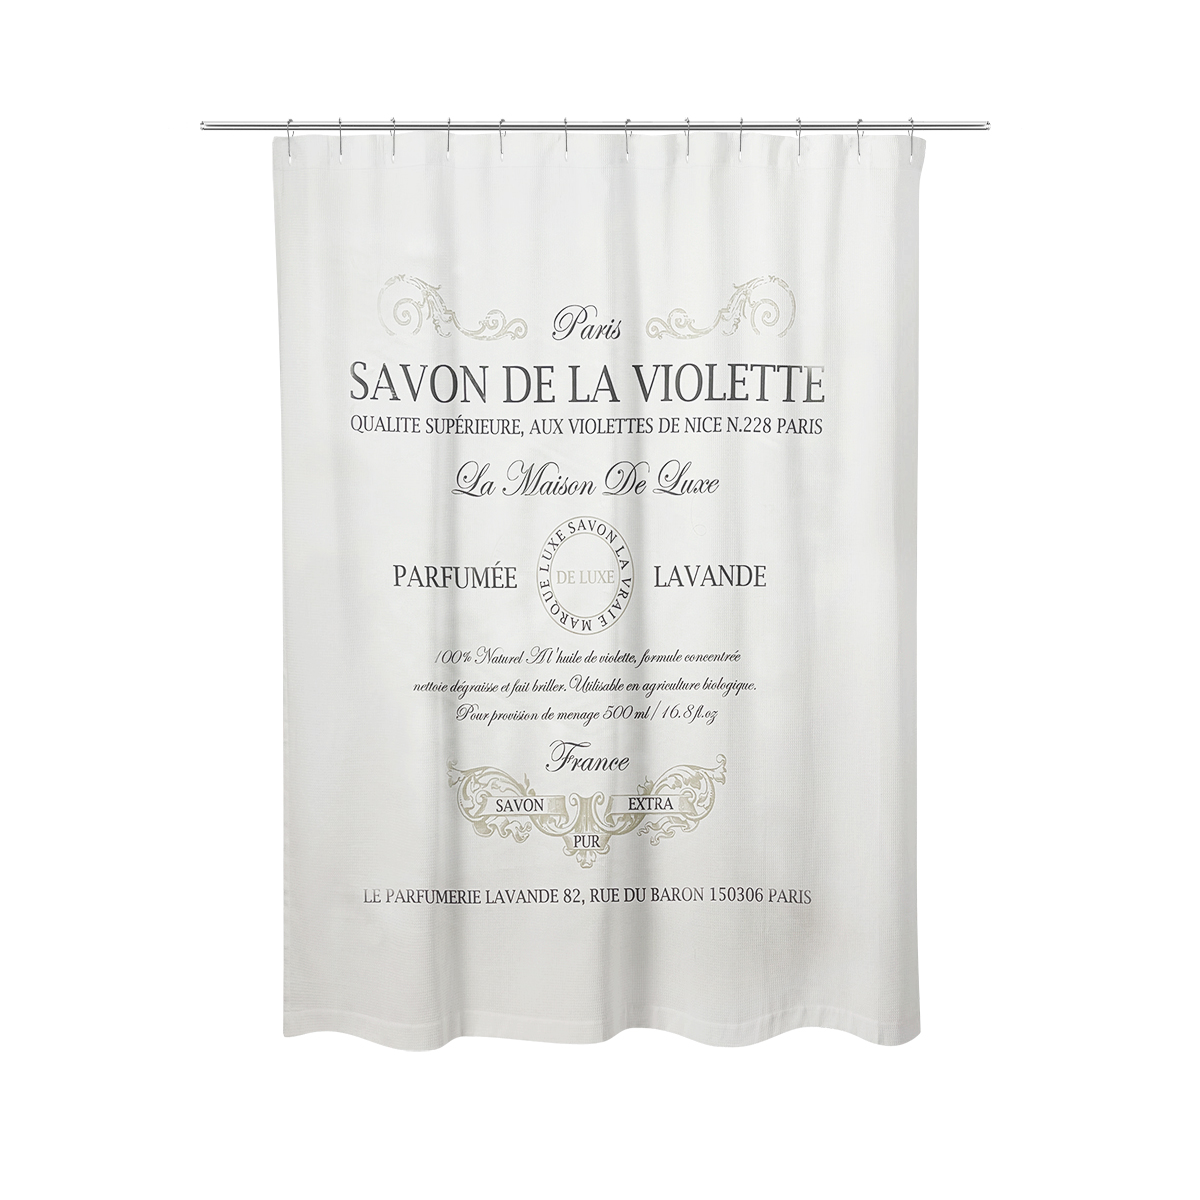 Paris
SAVON DE LA VIOLETTE
QUALITE SUPÉRIEURE, AUX VIOLETTES DE NICE N.228 PARIS
La Maison De Luxe
PARFUMÉE
LUXE SAVON LA VRAIE MARQUE
DE LUXE
LAVANDE
100% Naturel A l'huile de violette, formule concentrée
nettoie dégraisse et fait briller. Utilisable en agriculture biologique.
Pour provision de menage 500 ml / 16.8 fl.oz
France
SAVON EXTRA
PUR
LE PARFUMERIE LAVANDE 82, RUE DU BARON 150306 PARIS